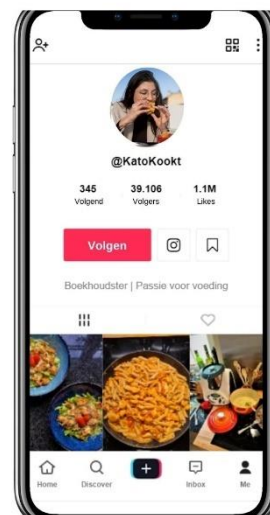 @KatoKookt
345 39.106 1.1M
Volgend Volgers Likes
Volgen
Boekhoudster | Passie voor voeding
Home Discover Inbox Me